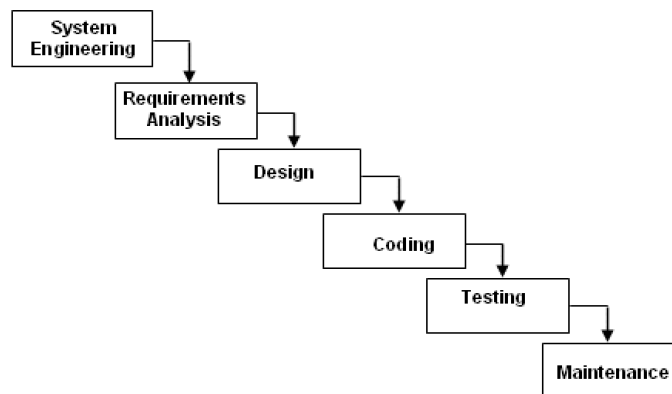 System
Engineering
Requirements
Analysis
Design
Coding
Testing
Maintenance